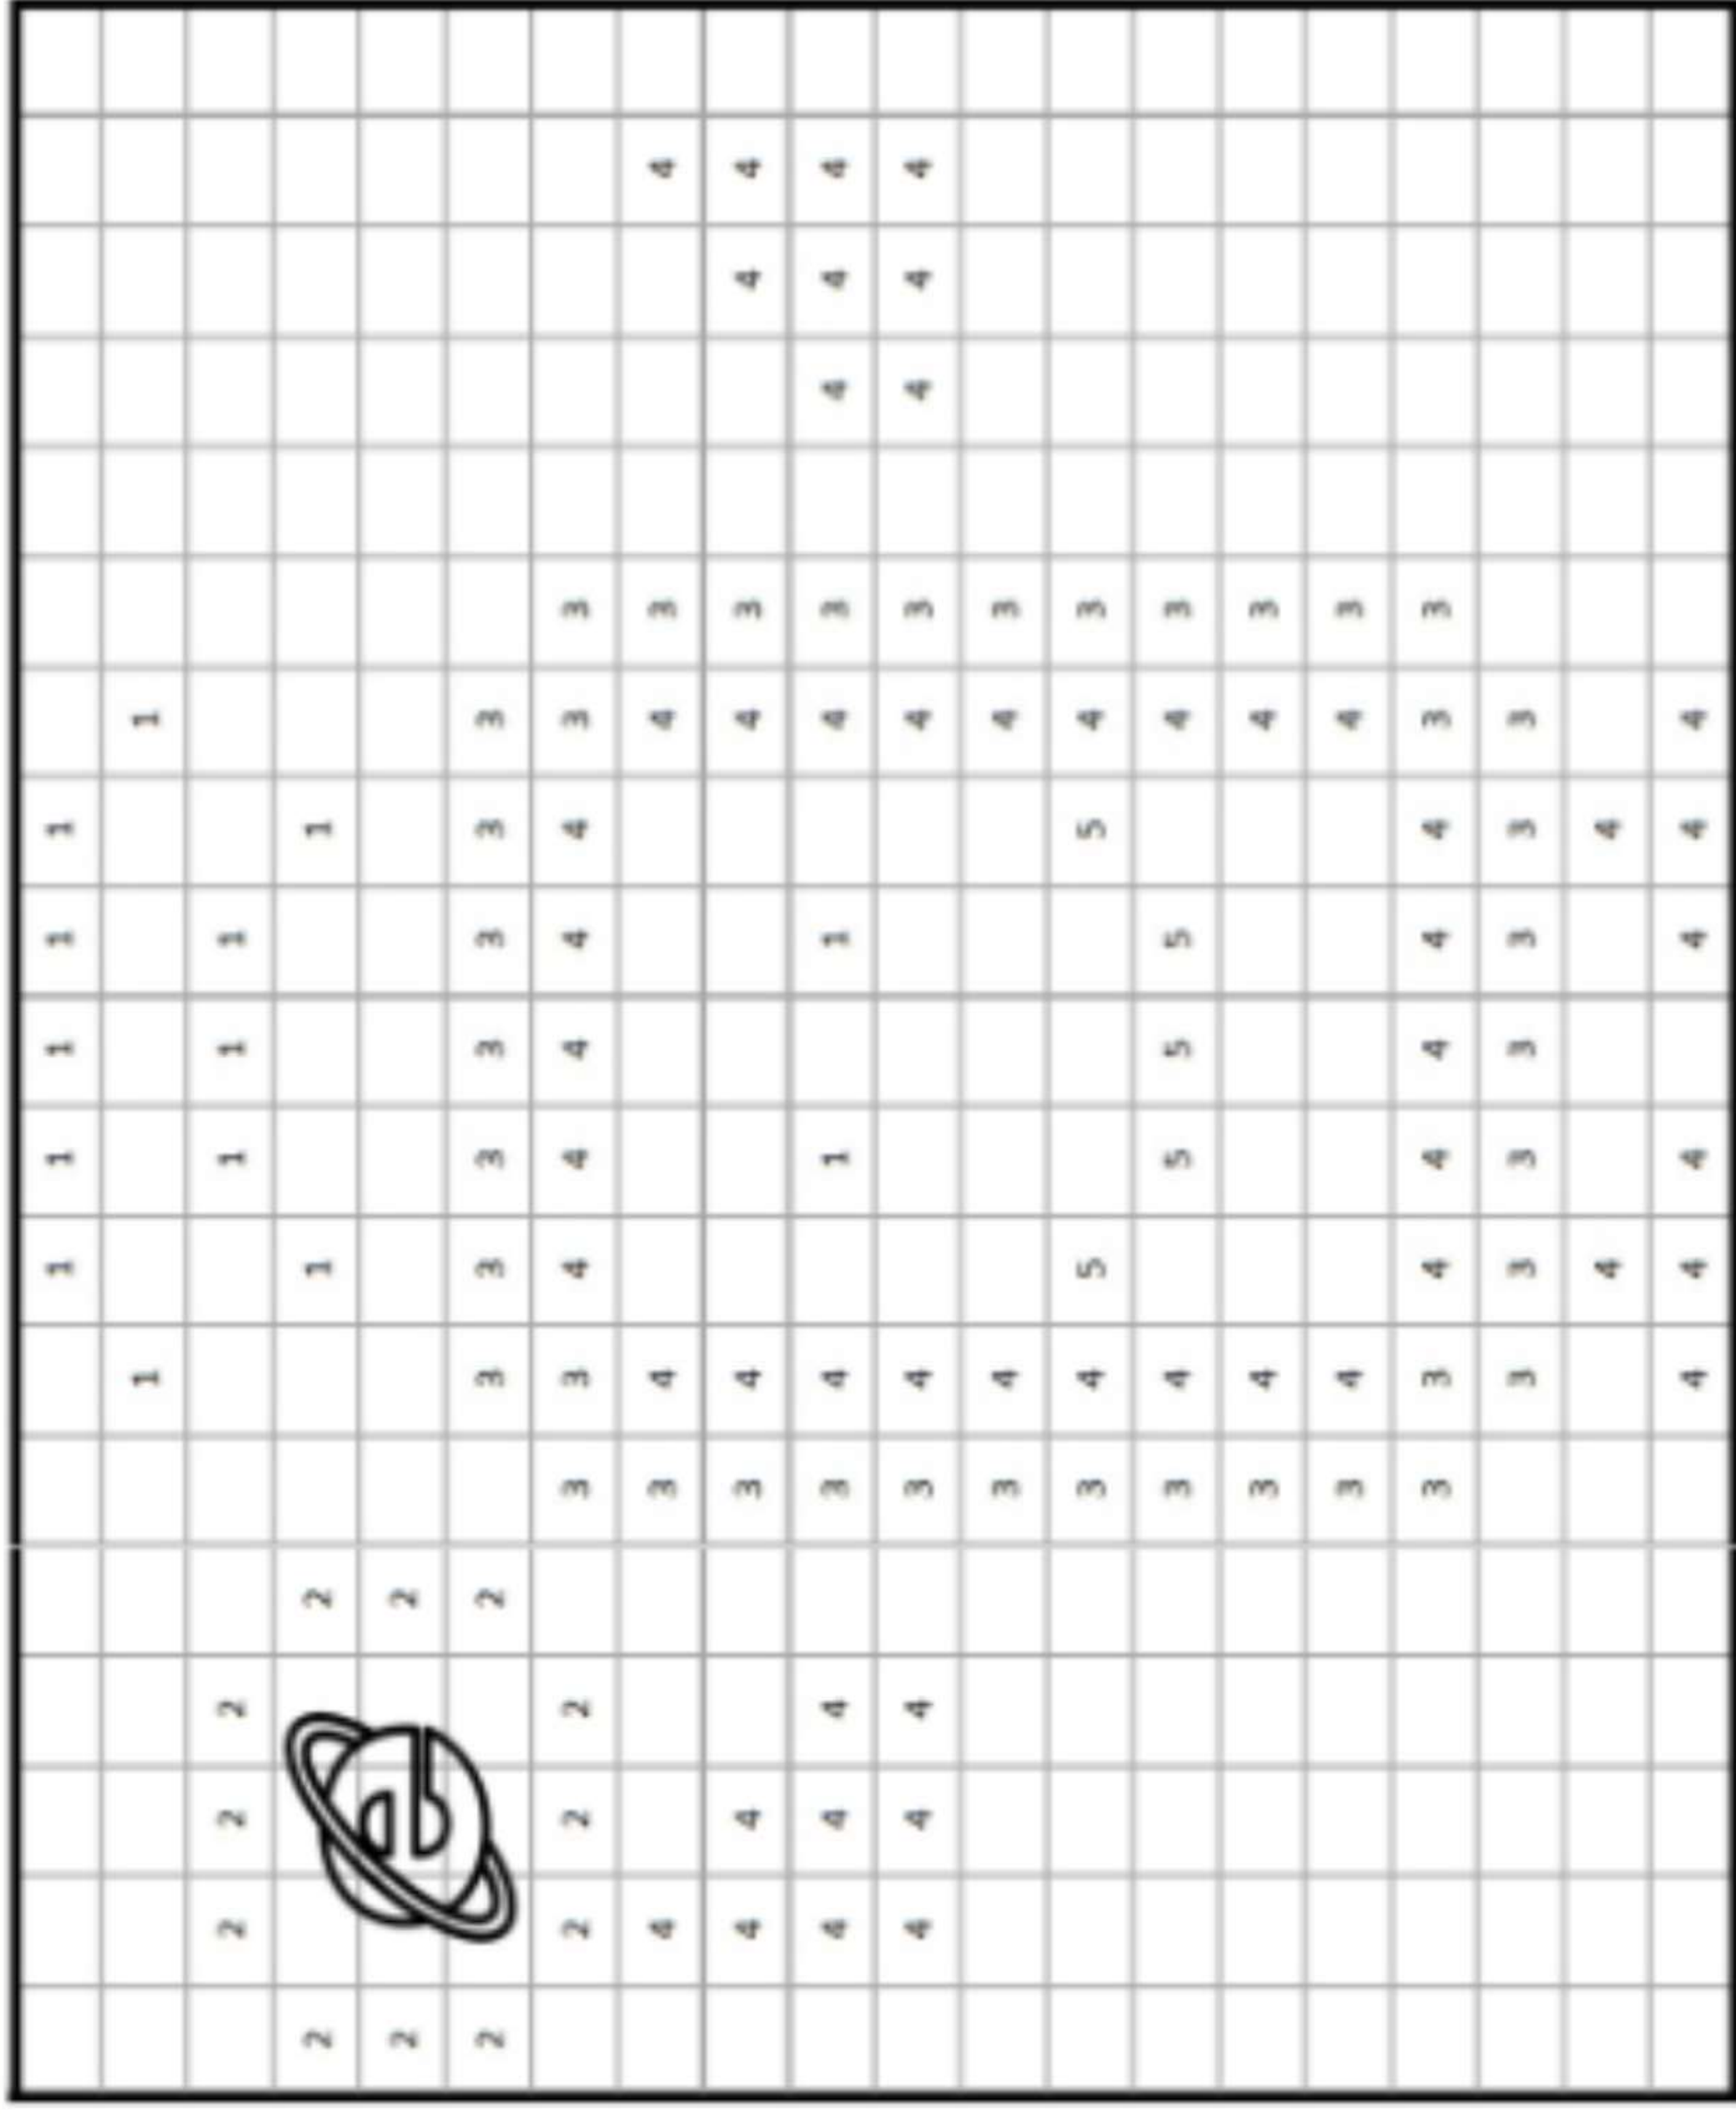 1 1 1 1 1
1 1
2 2 2 1 1 1
2 2 1 1
2 e 2
2 2 3 3 3 3 3 3 3
2 2 2 3 3 4 4 4 4 4 3 3
4 3 4 4 3 4
4 4 3 4 4 3 4 4
4 4 4 3 4 1 1 4 3 4 4 4
4 4 4 3 4 4 3 4 4 4
3 4 4 3
3 4 5 5 4 3
3 4 5 5 5 4 3
3 4 4 3
3 4 4 3
3 3 4 4 4 4 4 3 3
3 3 3 3 3 3 3
4 4
4 4 4 4 4 4